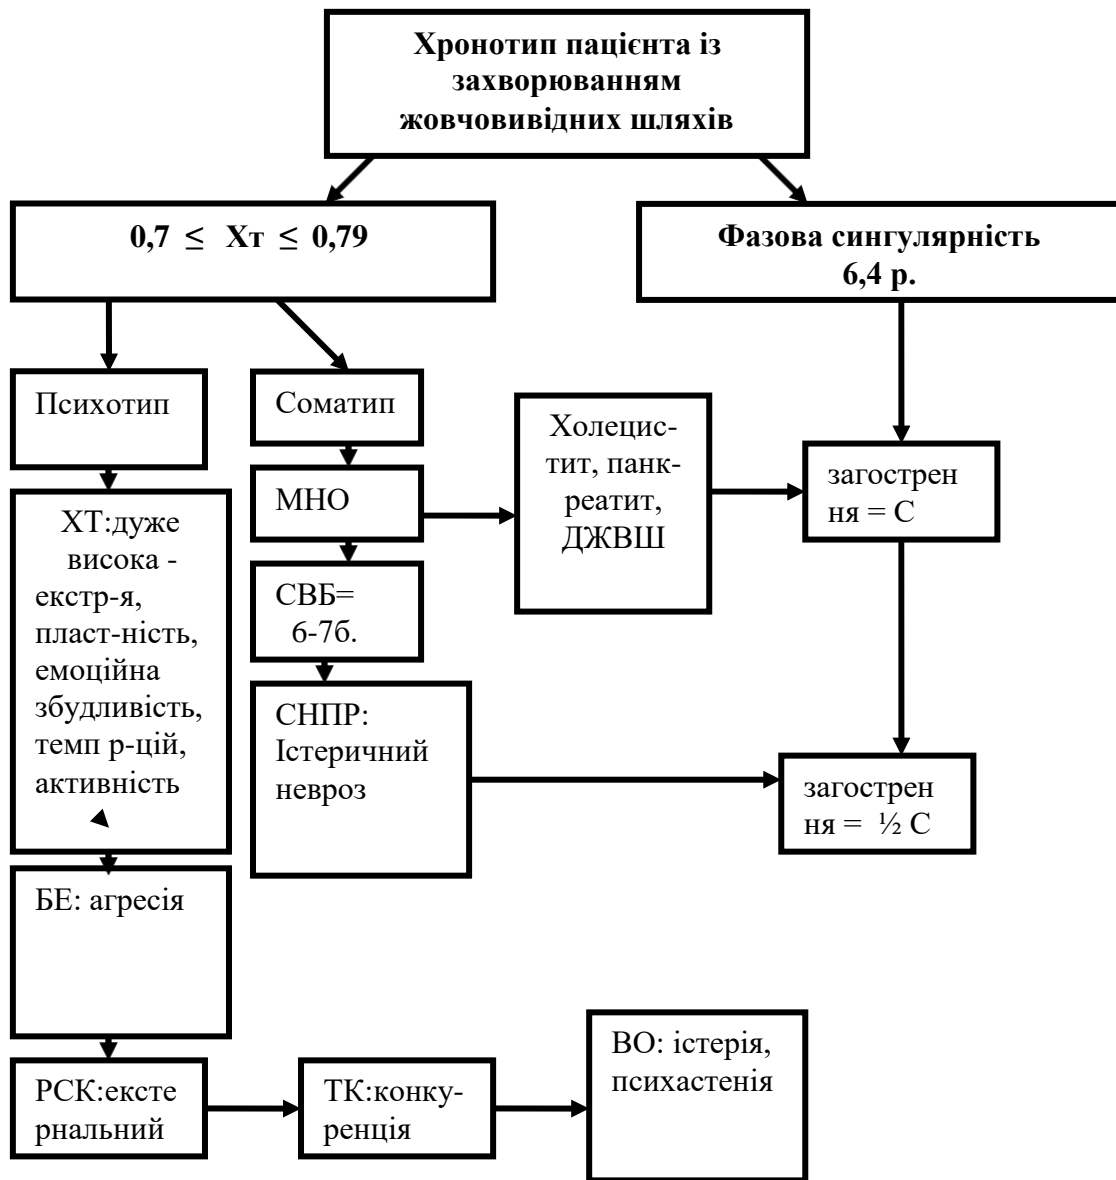 Хронотип пацієнта із
захворюванням
жовчовивідних шляхів
0,7 ≤ Хт ≤ 0,79
Фазова сингулярність
6,4 р.
Психотип
Соматип
Холецис-
тит, панк-
реатит,
ДЖВШ
загострен
ня = С
МНО
ХТ:дуже
висока -
екстр-я,
пласт-ність,
емоційна
збудливість,
темп р-цій,
активність
СВБ=
6-7б.
СНПР:
Істеричний
невроз
загострен
ня = ½ С
БЕ: агресія
РСК:ексте
рнальний
ТК:конку-
ренція
ВО: істерія,
психастенія